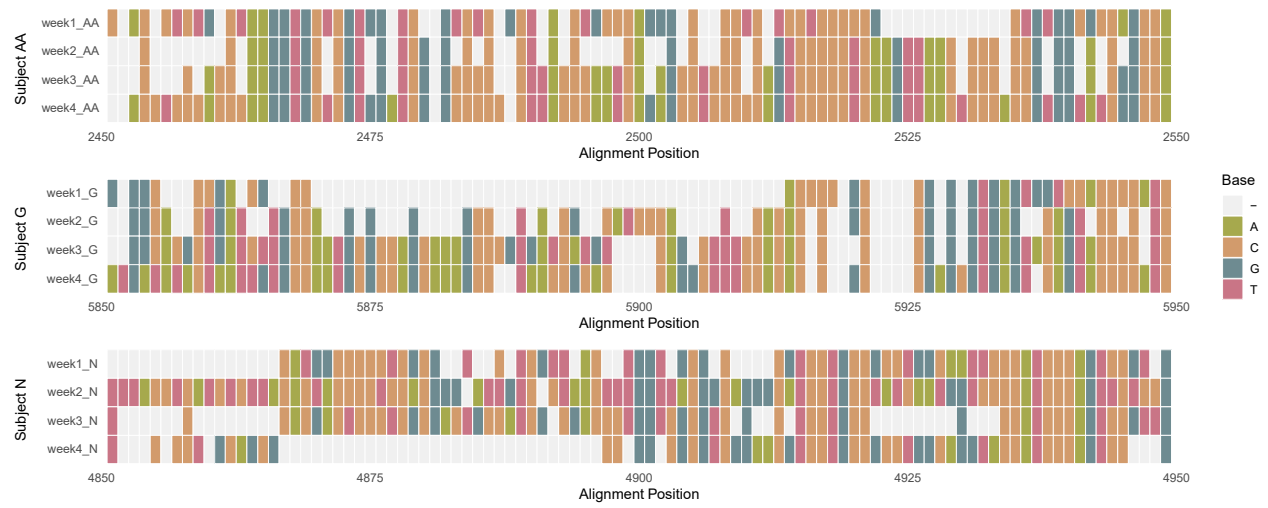 Subject AA
week1_AA
week2_AA
week3_AA
week4_AA
2450 2475 2500 2525 2550
Alignment Position
Subject G
week1_G
week2_G
week3_G
week4_G
5850 5875 5900 5925 5950
Alignment Position
Subject N
week1_N
week2_N
week3_N
week4_N
4850 4875 4900 4925 4950
Alignment Position
Base
–
A
C
G
T